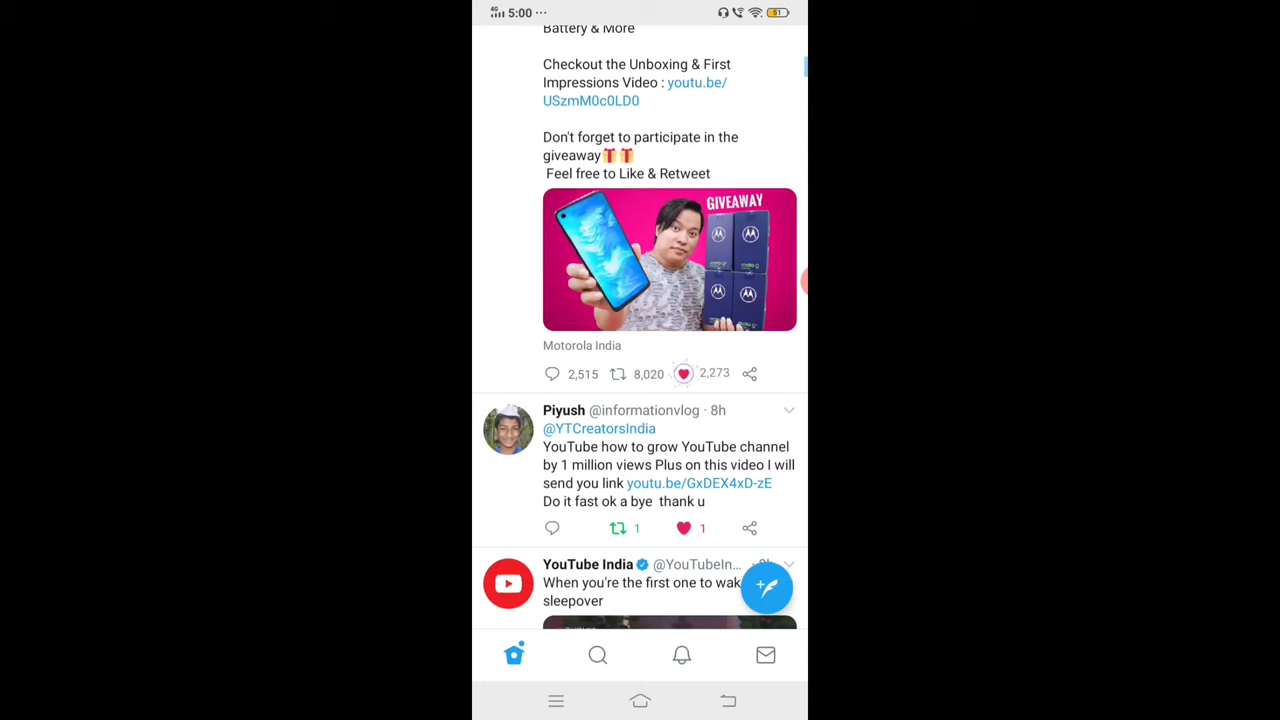 4G 5:00 ...
51
Battery & More
Checkout the Unboxing & First
Impressions Video : youtu.be/
USzmM0c0LD0
Don't forget to participate in the
giveaway🎁🎁
Feel free to Like & Retweet
GIVEAWAY
Motorola India
2,515 8,020 2,273
Piyush @informationvlog · 8h
@YTCreatorsIndia
YouTube how to grow YouTube channel
by 1 million views Plus on this video I will
send you link youtu.be/GxDEX4xD-zE
Do it fast ok a bye thank u
1 1
YouTube India @YouTubeIn...
When you're the first one to wak
sleepover